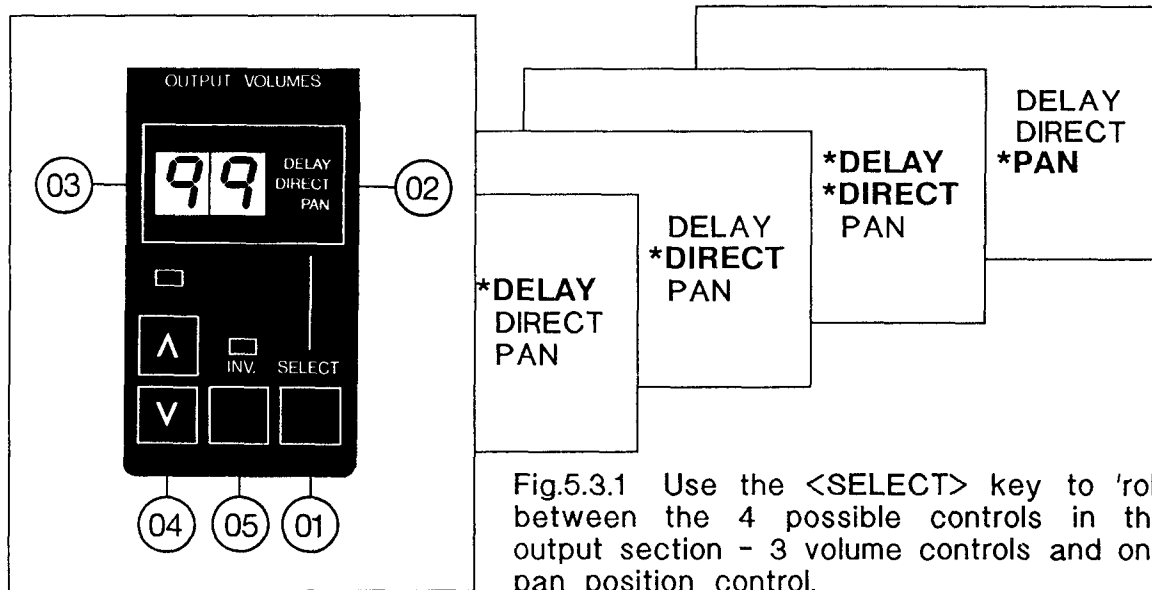 OUTPUT VOLUMES
99
DELAY
DIRECT
PAN
03
02
INV. SELECT
04
05
01
*DELAY
DIRECT
PAN
DELAY
*DIRECT
PAN
*DELAY
*DIRECT
PAN
DELAY
DIRECT
*PAN
Fig.5.3.1 Use the <SELECT> key to
between the 4 possible controls in
output section - 3 volume controls and
pan position control.